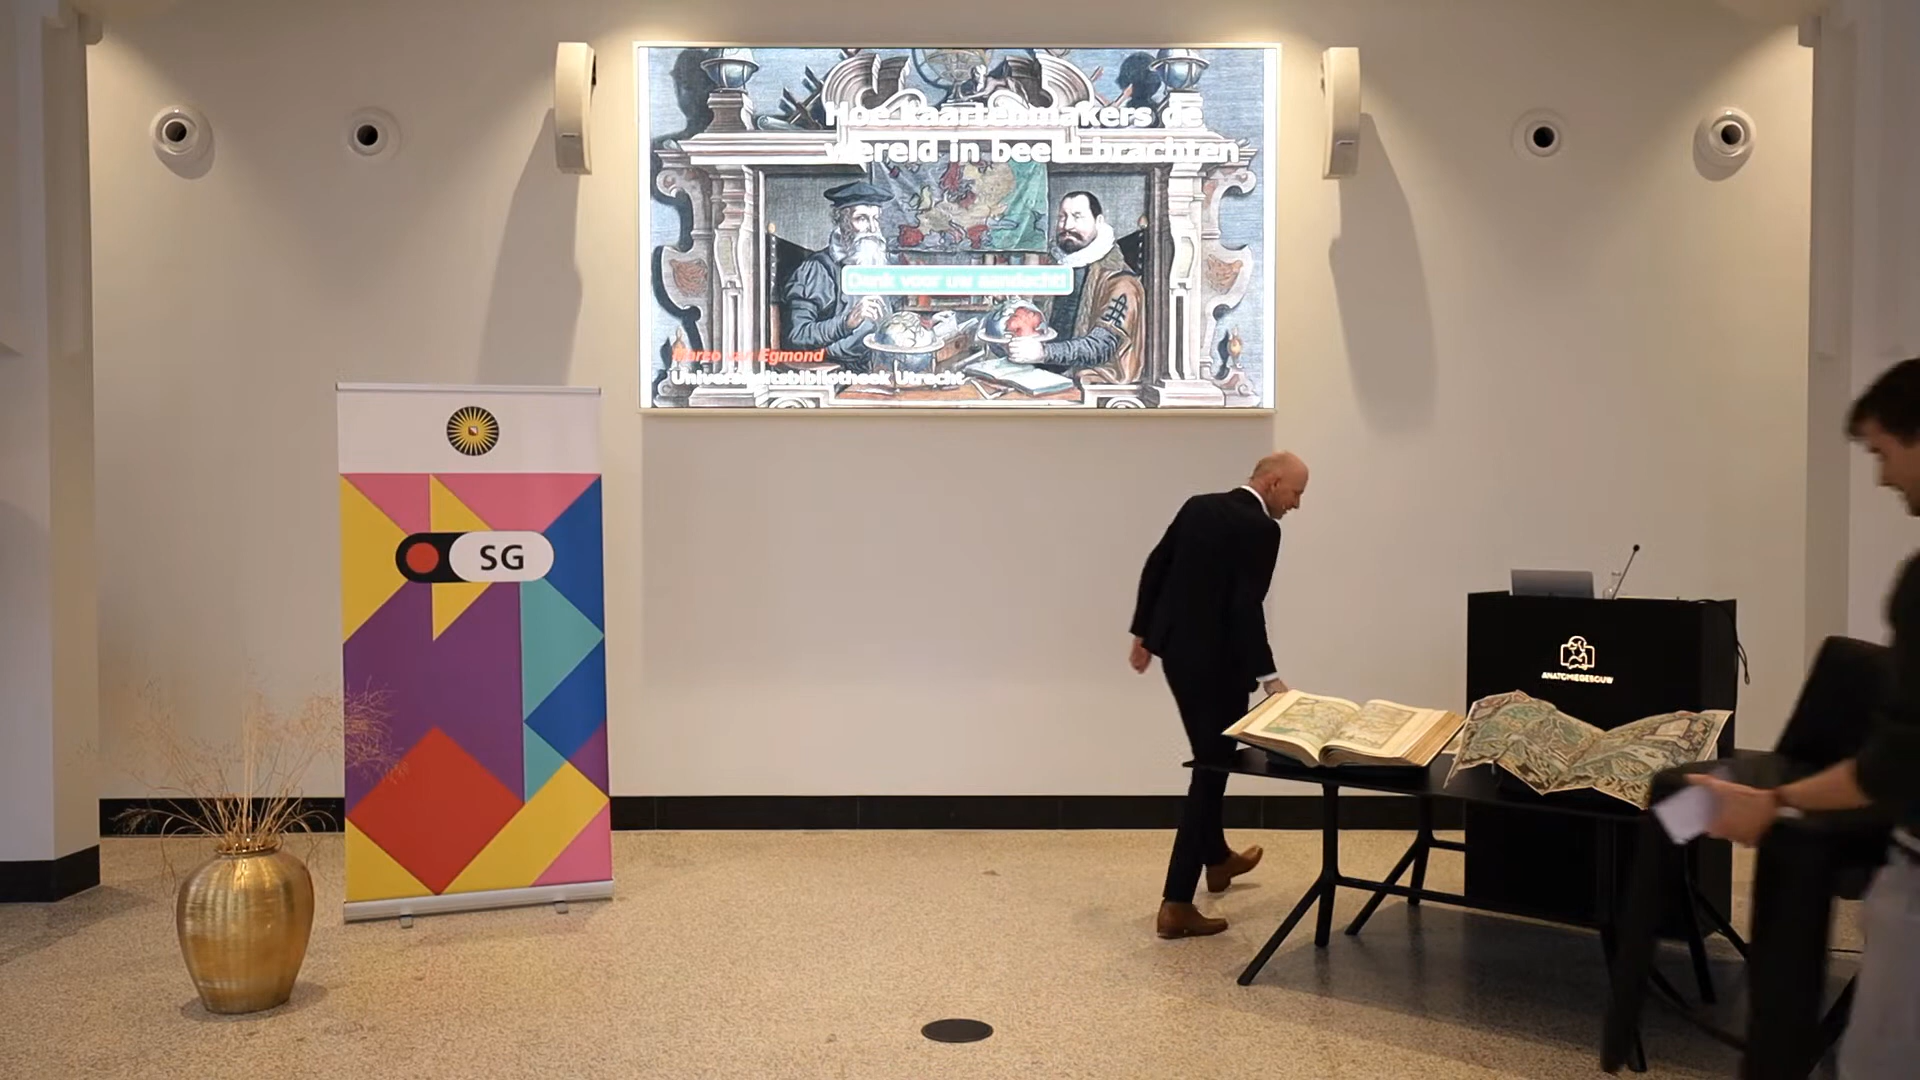 Hoe kaartenmakers de
wereld in beeld brachten
Dank voor uw aandacht!
Marco van Egmond
Universiteitsbibliotheek Utrecht
SG
ANATOMIEGEBOUW